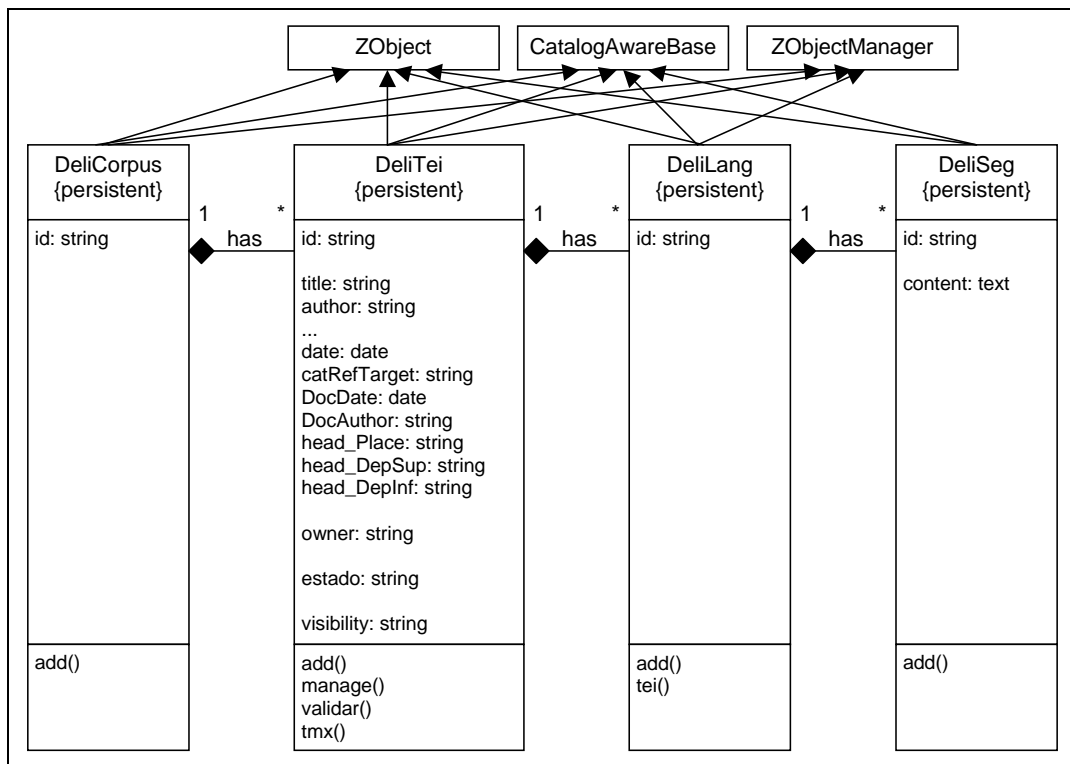 ZObject
CatalogAwareBase
ZObjectManager
DeliCorpus
{persistent}
id: string
add()
1
*
has
DeliTei
{persistent}
id: string
title: string
author: string
...
date: date
catRefTarget: string
DocDate: date
DocAuthor: string
head_Place: string
head_DepSup: string
head_DepInf: string
owner: string
estado: string
visibility: string
add()
manage()
validar()
tmx()
1
*
has
DeliLang
{persistent}
id: string
add()
tei()
1
*
has
DeliSeg
{persistent}
id: string
content: text
add()